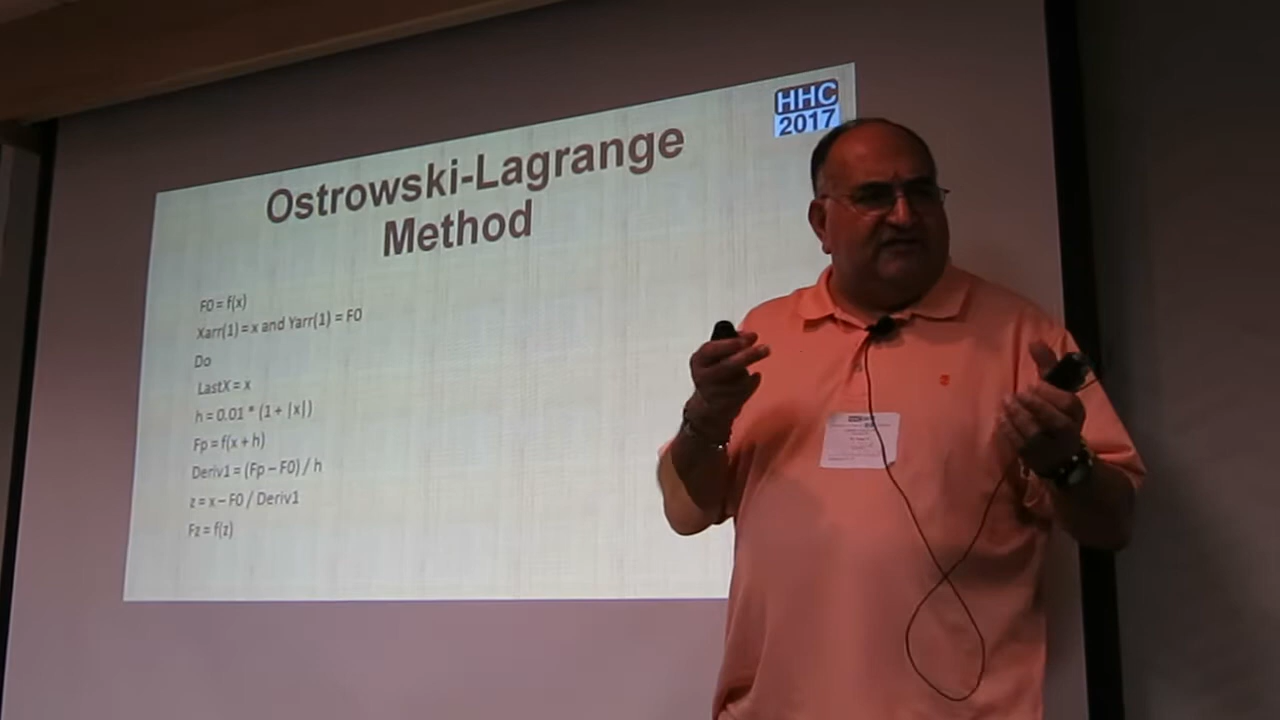 HHC
2017
Ostrowski-Lagrange
Method
F0 = f(x)
Xarr(1) = x and Yarr(1) = F0
Do
LastX = x
h = 0.01 * (1 + |x|)
Fp = f(x + h)
Deriv1 = (Fp – F0) / h
z = x – F0 / Deriv1
Fz = f(z)